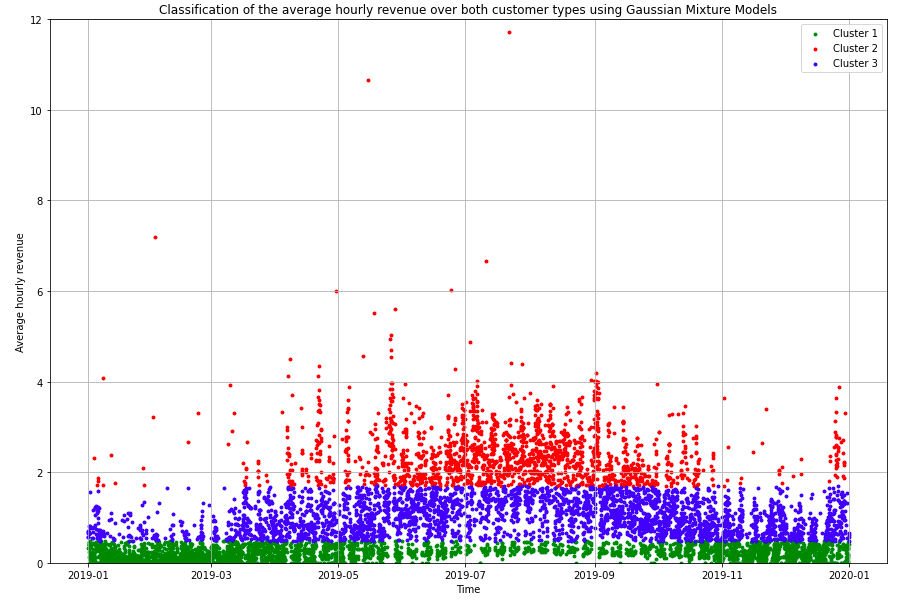 Classification of the average hourly revenue over both customer types using Gaussian Mixture Models
Cluster 1
Cluster 2
Cluster 3
12
10
8
6
4
2
0
Average hourly revenue
2019-01 2019-03 2019-05 2019-07 2019-09 2019-11 2020-01
Time